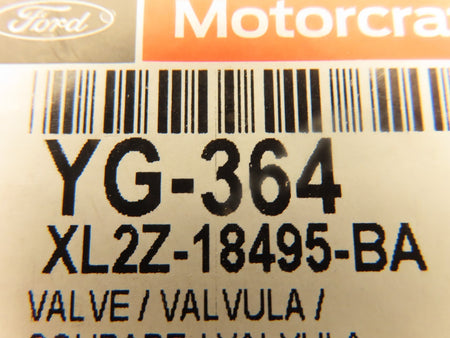 Ford Motorcra
YG-364
XL2Z-18495-BA
VALVE / VALVULA /